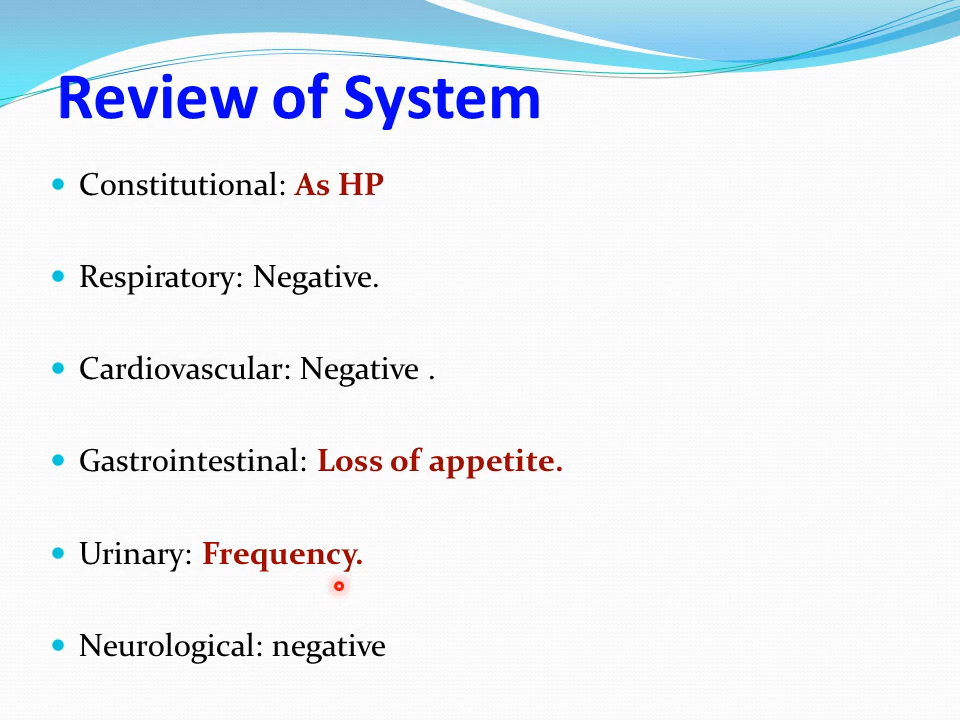 Review of System
Constitutional: As HP
Respiratory: Negative.
Cardiovascular: Negative .
Gastrointestinal: Loss of appetite.
Urinary: Frequency.
Neurological: negative